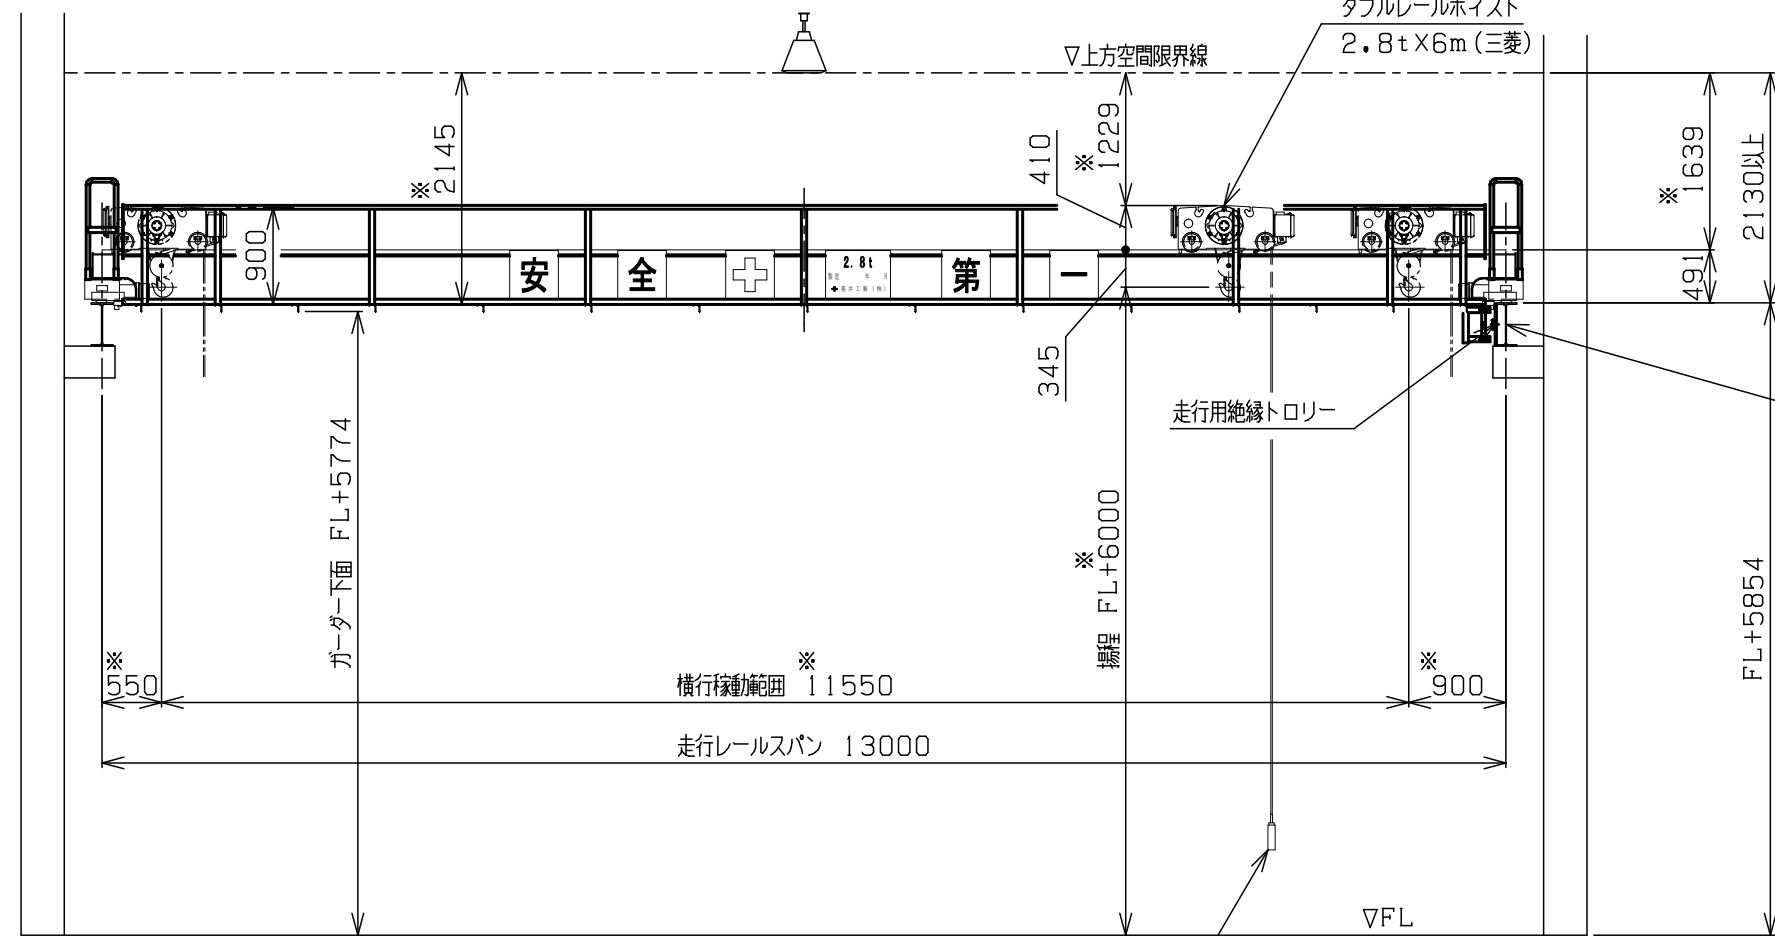 ダブルレールホイスト
2.8t×6m(三菱)
▽上方空間限界線
※2145
410
※1229
※1639
2130以上
900
安
全
2.8t
製造 年 月
第
一
491
345
走行用絶縁トロリー
ガーダー下面 FL+5774
※
揚程 FL+6000
FL+5854
※
550
※
横行稼動範囲 11550
※
900
走行レールスパン 13000
▽FL